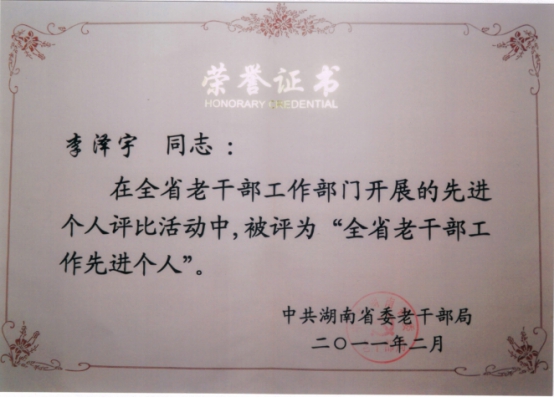 荣誉证书
HONORARY CREDENTIAL
李泽宇 同志：
在全省老干部工作部门开展的先进
个人评比活动中,被评为“全省老干部工
作先进个人”。
中共湖南省委老干部局
二〇一一年二月